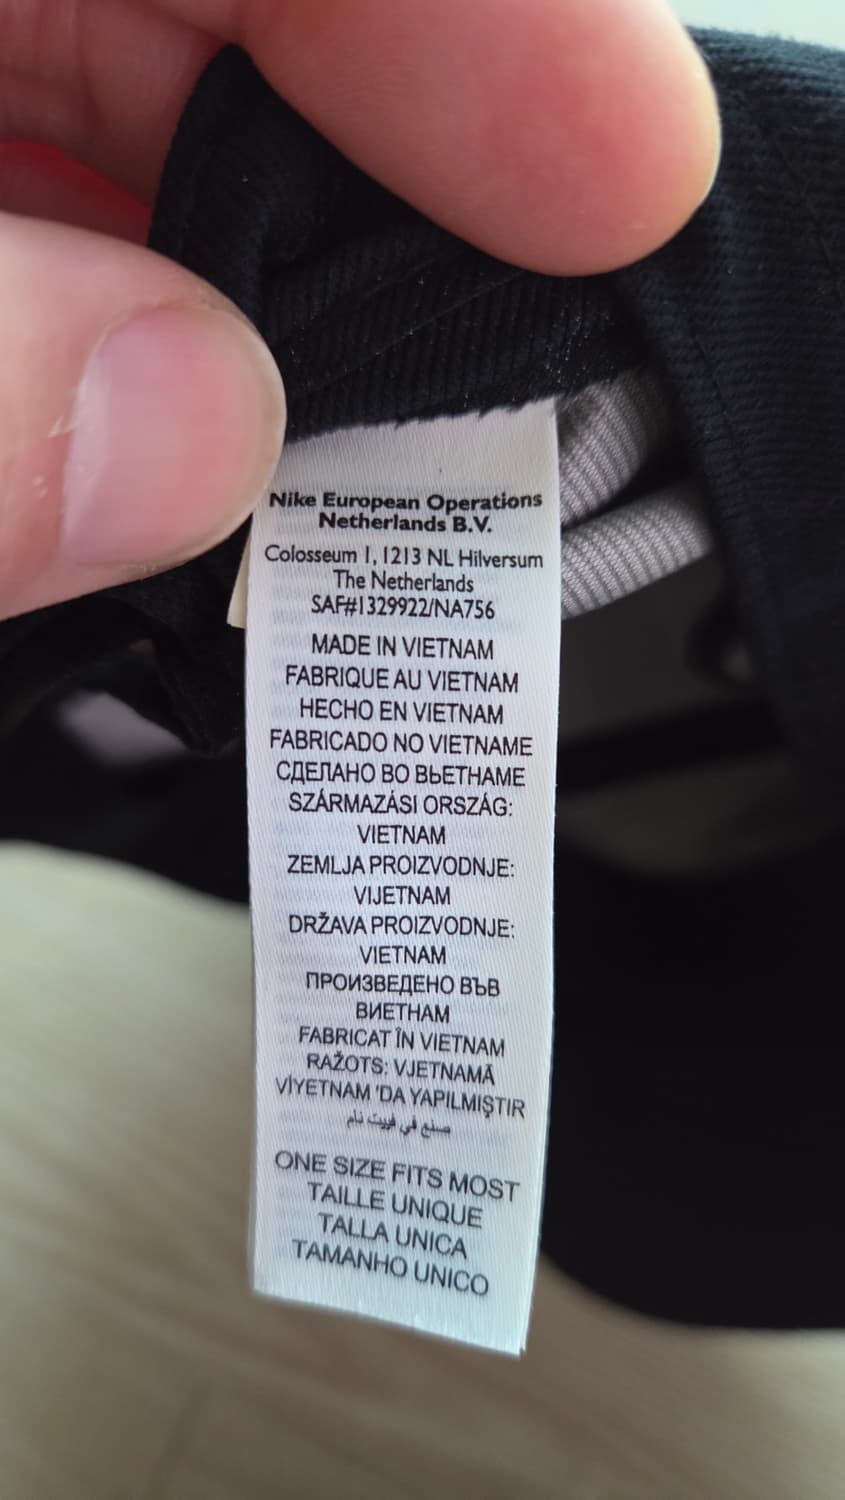 Nike European Operations
Netherlands B.V.
Colosseum 1, 1213 NL Hilversum
The Netherlands
SAF#1329922/NA756
MADE IN VIETNAM
FABRIQUE AU VIETNAM
HECHO EN VIETNAM
FABRICADO NO VIETNAME
СДЕЛАНО ВО ВЬЕТНАМЕ
SZÁRMAZÁSI ORSZÁG:
VIETNAM
ZEMLJA PROIZVODNJE:
VIJETNAM
DRŽAVA PROIZVODNJE:
VIETNAM
ПРОИЗВЕДЕНО ВЪВ
ВИЕТНАМ
FABRICAT ÎN VIETNAM
RAŽOTS: VJETNAMĀ
VİYETNAM 'DA YAPILMIŞTIR
صنع في فييت نام
ONE SIZE FITS MOST
TAILLE UNIQUE
TALLA UNICA
TAMANHO UNICO